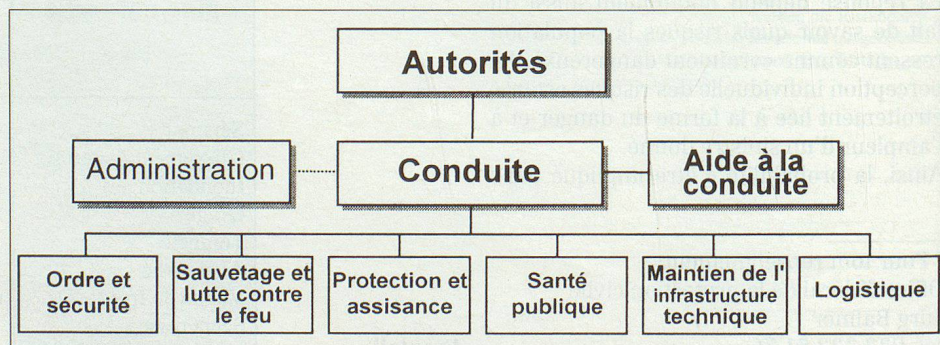 Autorités
Administration
Conduite
Aide à la
conduite
Ordre et
sécurité
Sauvetage et
lutte contre
le feu
Protection et
assisance
Santé
publique
Maintien de l'
infrastructure
technique
Logistique